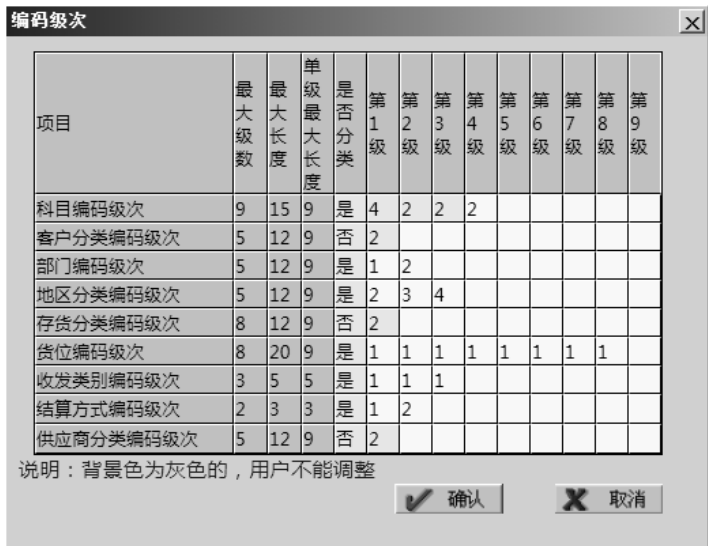 编码级次
项目 最大级数 最大长度 单级最大长度 是否分类 第1级 第2级 第3级 第4级 第5级 第6级 第7级 第8级 第9级
科目编码级次 9 15 9 是 4 2 2 2
客户分类编码级次 5 12 9 否 2
部门编码级次 5 12 9 是 1 2
地区分类编码级次 5 12 9 是 2 3 4
存货分类编码级次 8 12 9 否 2
货位编码级次 8 20 9 是 1 1 1 1 1 1 1 1
收发类别编码级次 3 5 5 是 1 1 1
结算方式编码级次 2 3 3 是 1 2
供应商分类编码级次 5 12 9 否 2
说明：背景色为灰色的，用户不能调整
确认 取消